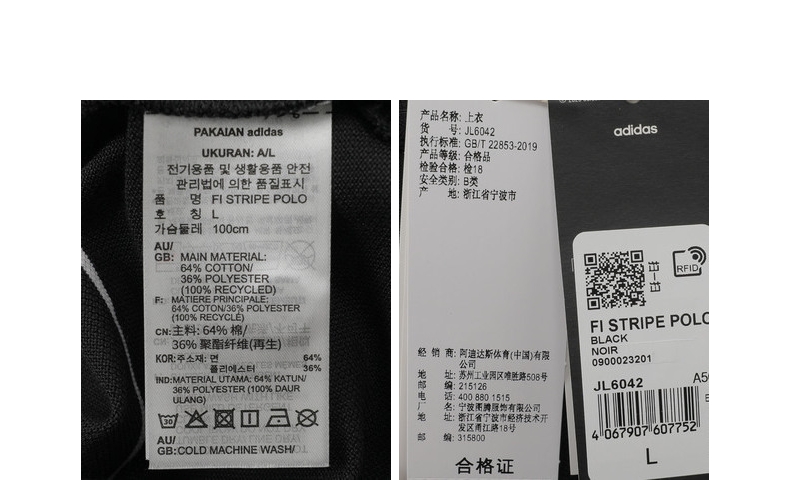 PAKAIAN adidas
UKURAN: A/L
전기용품 및 생활용품 안전
관리법에 의한 품질표시
품 명 FI STRIPE POLO
호 칭 L
가슴둘레 100cm
AU/
GB: MAIN MATERIAL:
64% COTTON/
36% POLYESTER
(100% RECYCLED)
F: MATIÈRE PRINCIPALE:
64% COTON/36% POLYESTER
(100% RECYCLÉ)
CN:主料: 64% 棉/
36% 聚酯纤维(再生)
KOR:주소재: 면 64%
폴리에스터 36%
IND:MATERIAL UTAMA: 64% KATUN/
36% POLYESTER (100% DAUR
ULANG)
30
AU/
GB:COLD MACHINE WASH/
产品名称: 上衣
货 号: JL6042
执行标准: GB/T 22853-2019
产品等级: 合格品
检验合格: 检18
安全类别: B类
产 地: 浙江省宁波市
经 销 商: 阿迪达斯体育(中国)有限
公司
地 址: 苏州工业园区唯胜路508号
邮 编: 215126
电 话: 400 880 1515
厂 名: 宁波甬腾服饰有限公司
地 址: 浙江省宁波市经济技术开
发区甬江路18号
邮 编: 315800
合格证
adidas
RFID
FI STRIPE POLO
BLACK
NOIR
0900023201
JL6042
4 067907 607752
L